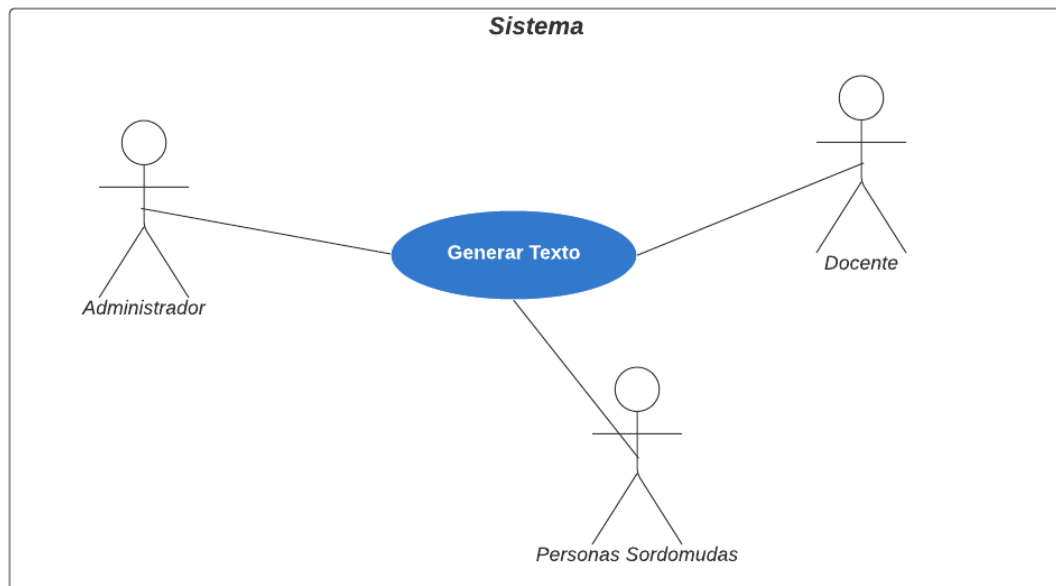 Sistema
Generar Texto
Docente
Administrador
Personas Sordomudas